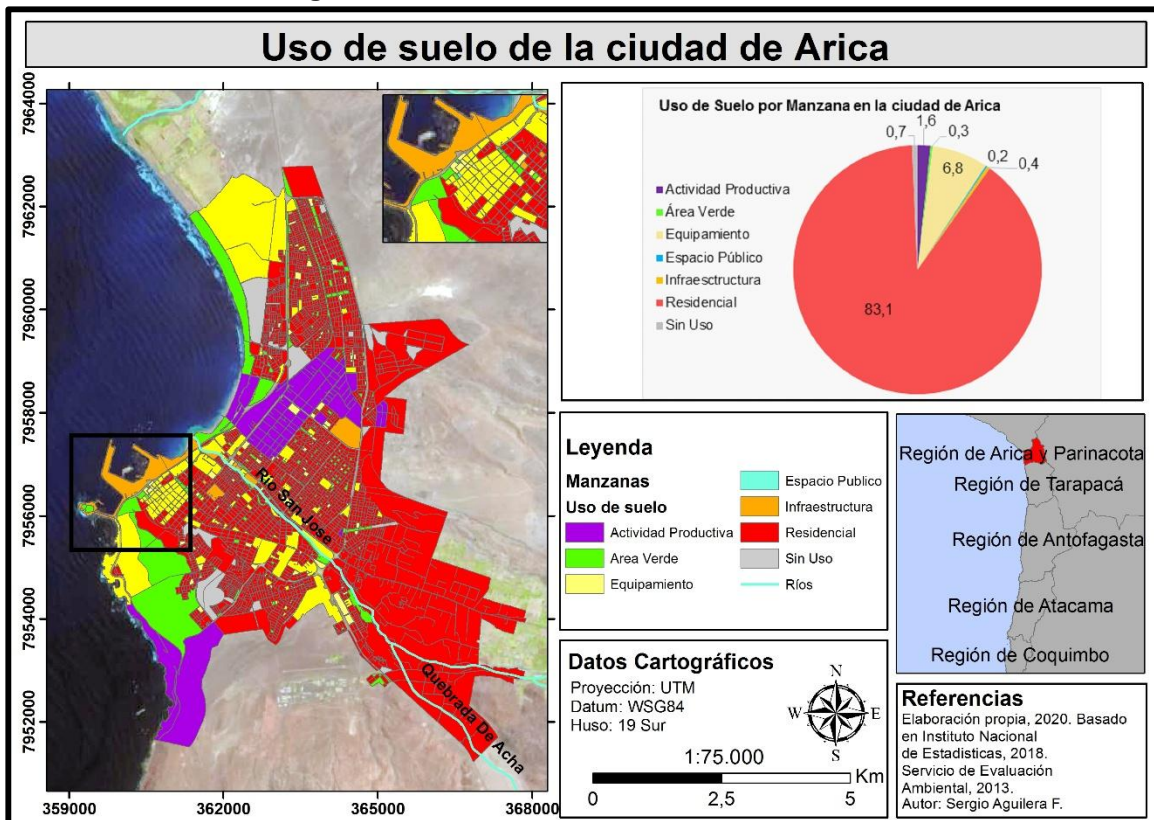 Uso de suelo de la ciudad de Arica
7964000
7962000
7960000
7958000
7956000
7954000
7952000
359000
362000
365000
368000
Río San José
Quebrada De Acha
Uso de Suelo por Manzana en la ciudad de Arica
Actividad Productiva
Área Verde
Equipamiento
Espacio Público
Infraesctructura
Residencial
Sin Uso
0,7
1,6
0,3
6,8
0,2
0,4
83,1
Leyenda
Manzanas
Uso de suelo
Actividad Productiva
Area Verde
Equipamiento
Espacio Publico
Infraestructura
Residencial
Sin Uso
Ríos
Región de Arica y Parinacota
Región de Tarapacá
Región de Antofagasta
Región de Atacama
Región de Coquimbo
Datos Cartográficos
Proyección: UTM
Datum: WSG84
Huso: 19 Sur
N
W
E
S
1:75.000
Km
0
2,5
5
Referencias
Elaboración propia, 2020. Basado
en Instituto Nacional
de Estadisticas, 2018.
Servicio de Evaluación
Ambiental, 2013.
Autor: Sergio Aguilera F.